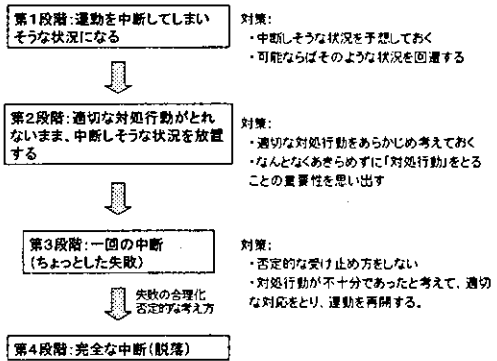 第1段階:運動を中断してしまい
そうな状況になる
対策:
・中断しそうな状況を予想しておく
・可能ならばそのような状況を回避する
第2段階:適切な対処行動がとれ
ないまま、中断しそうな状況を放置
する
対策:
・適切な対処行動をあらかじめ考えておく
・なんとなくあきらめずに「対処行動」をとる
ことの重要性を思い出す
第3段階:一回の中断
(ちょっとした失敗)
対策:
・否定的な受け止め方をしない
・対処行動が不十分であったと考えて、適切
な対応をとり、運動を再開する。
失敗の合理化
否定的な考え方
第4段階:完全な中断(脱落)